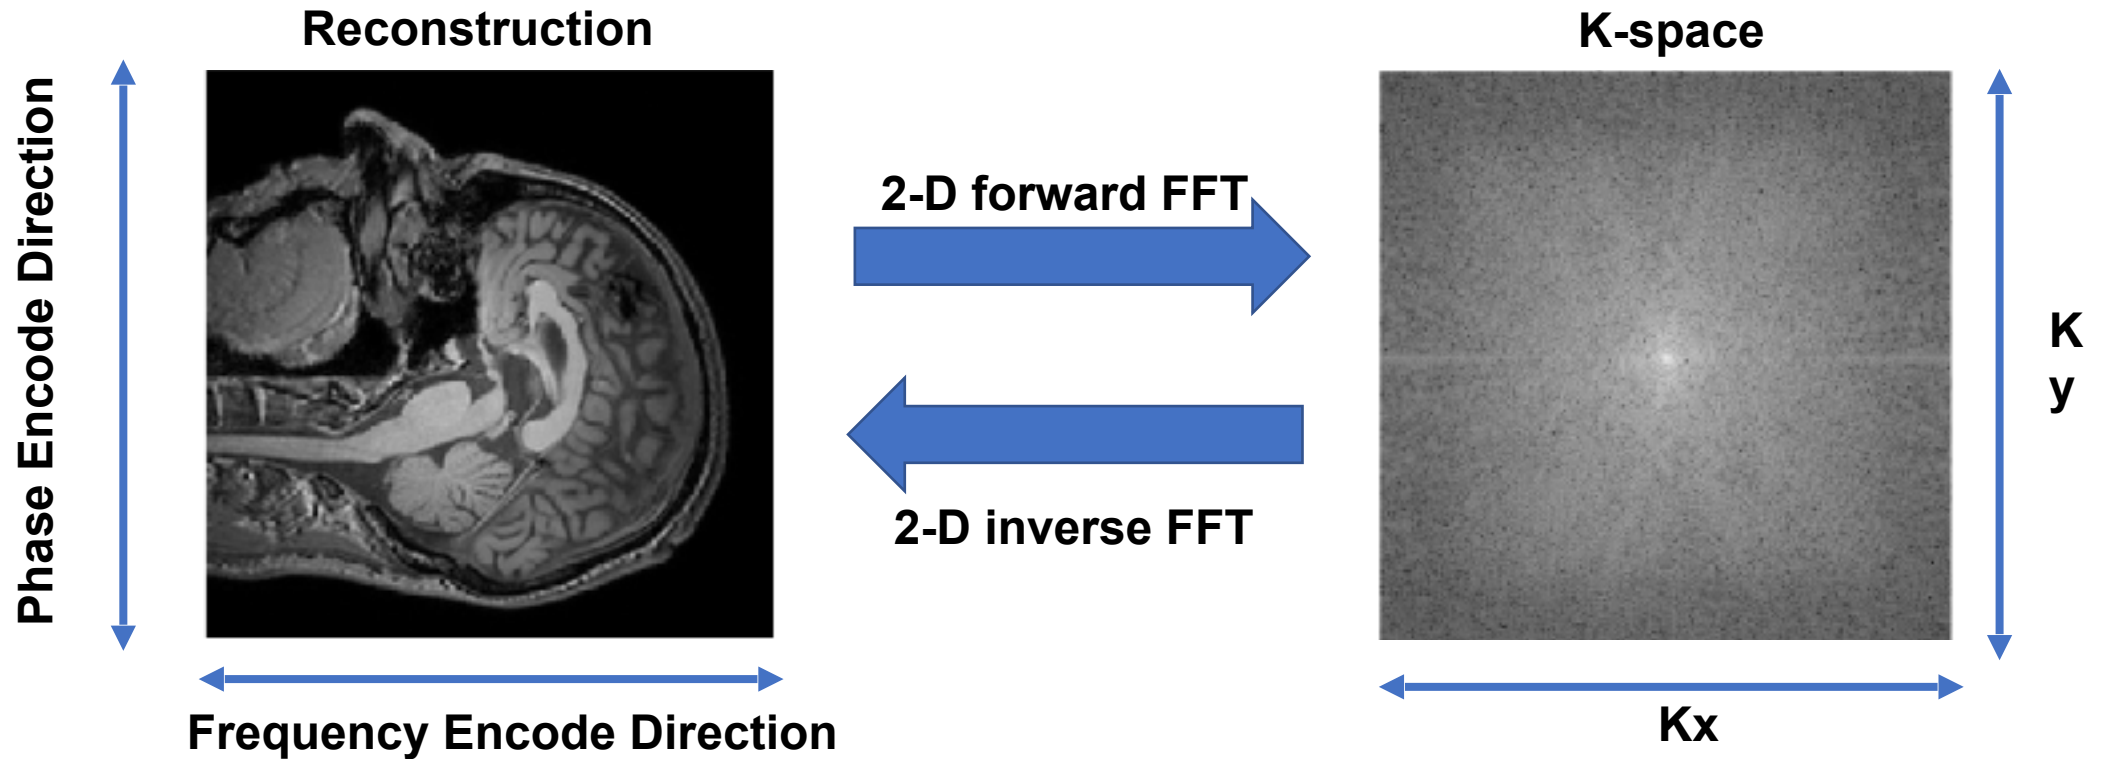 Reconstruction
K-space
Phase Encode Direction
2-D forward FFT
2-D inverse FFT
K
y
Frequency Encode Direction
Kx